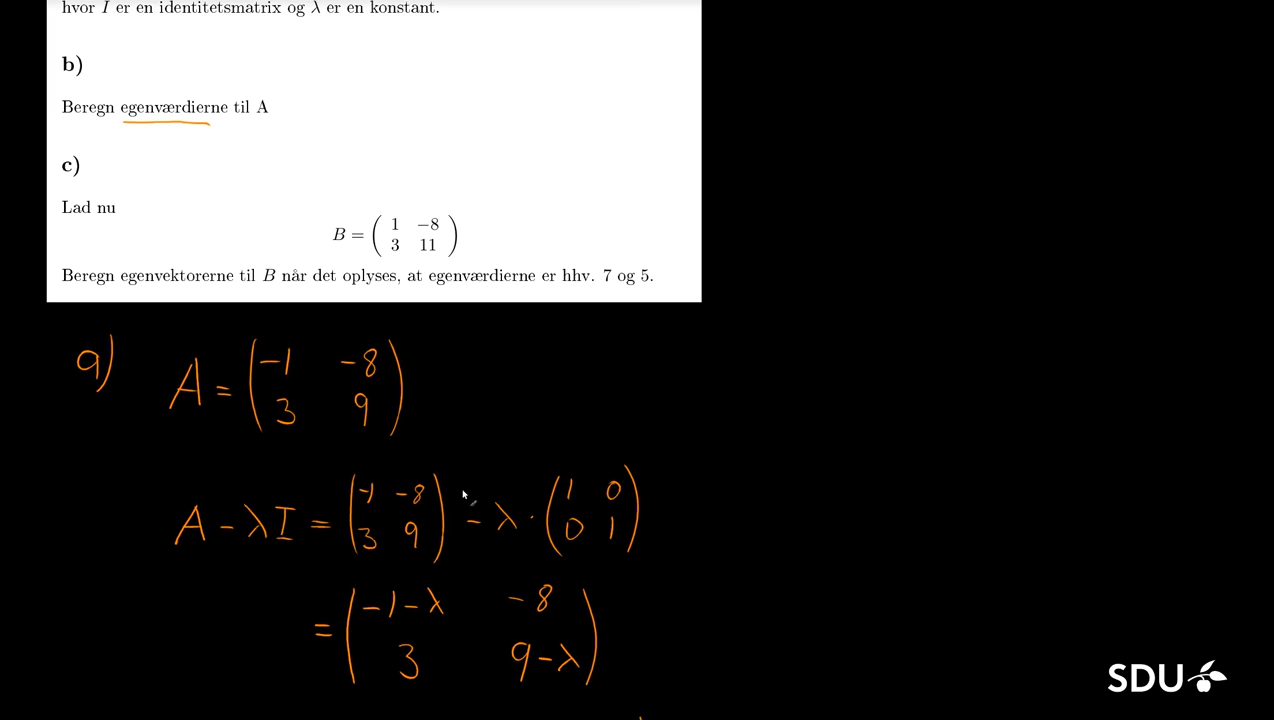 hvor I er en identitetsmatrix og λ er en konstant.
b)
Beregn egenværdierne til A
c)
Lad nu
B = ( 1 −8
3 11 )
Beregn egenvektorerne til B når det oplyses, at egenværdierne er hhv. 7 og 5.
a) A = ( -1 -8
3 9 )
A - λI = ( -1 -8
3 9 ) - λ · ( 1 0
0 1 )
= ( -1-λ -8
3 9-λ )
SDU